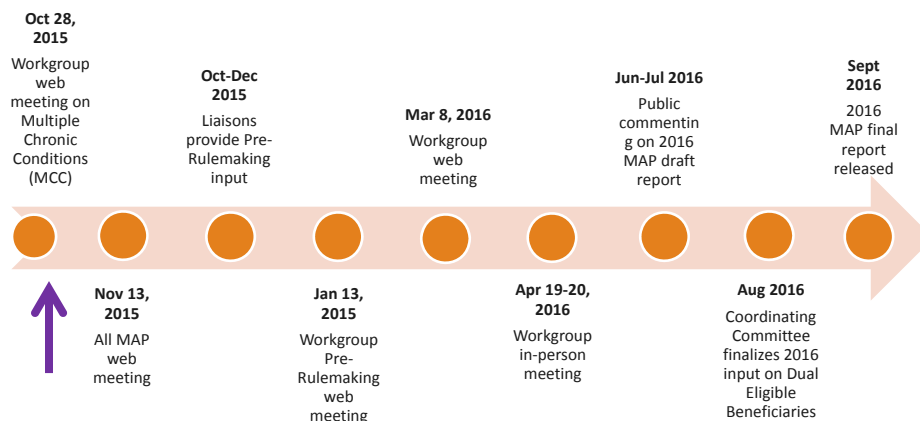 Oct 28,
2015
Workgroup
web
meeting on
Multiple
Chronic
Conditions
(MCC)
Oct-Dec
2015
Liaisons
provide Pre-
Rulemaking
input
Mar 8, 2016
Workgroup
web
meeting
Jun-Jul 2016
Public
commentin
g on 2016
MAP draft
report
Sept
2016
2016
MAP final
report
released
Nov 13,
2015
All MAP
web
meeting
Jan 13,
2015
Workgroup
Pre-
Rulemaking
web
meeting
Apr 19-20,
2016
Workgroup
in-person
meeting
Aug 2016
Coordinating
Committee
finalizes 2016
input on Dual
Eligible
Beneficiaries